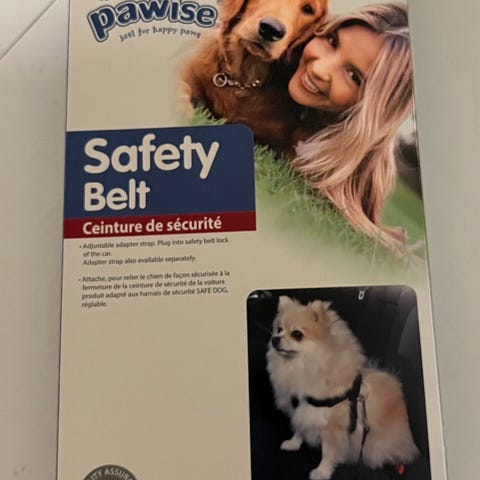 pawise
just for happy paws
Safety
Belt
Ceinture de sécurité
• Adjustable adapter strap. Plug into safety belt lock
of the car.
Adapter strap also available separately.
• Attache, pour relier le chien de façon sécurisée à la
fermeture de la ceinture de sécurité de la voiture
produit adapté aux harnais de sécurité SAFE DOG,
réglable.